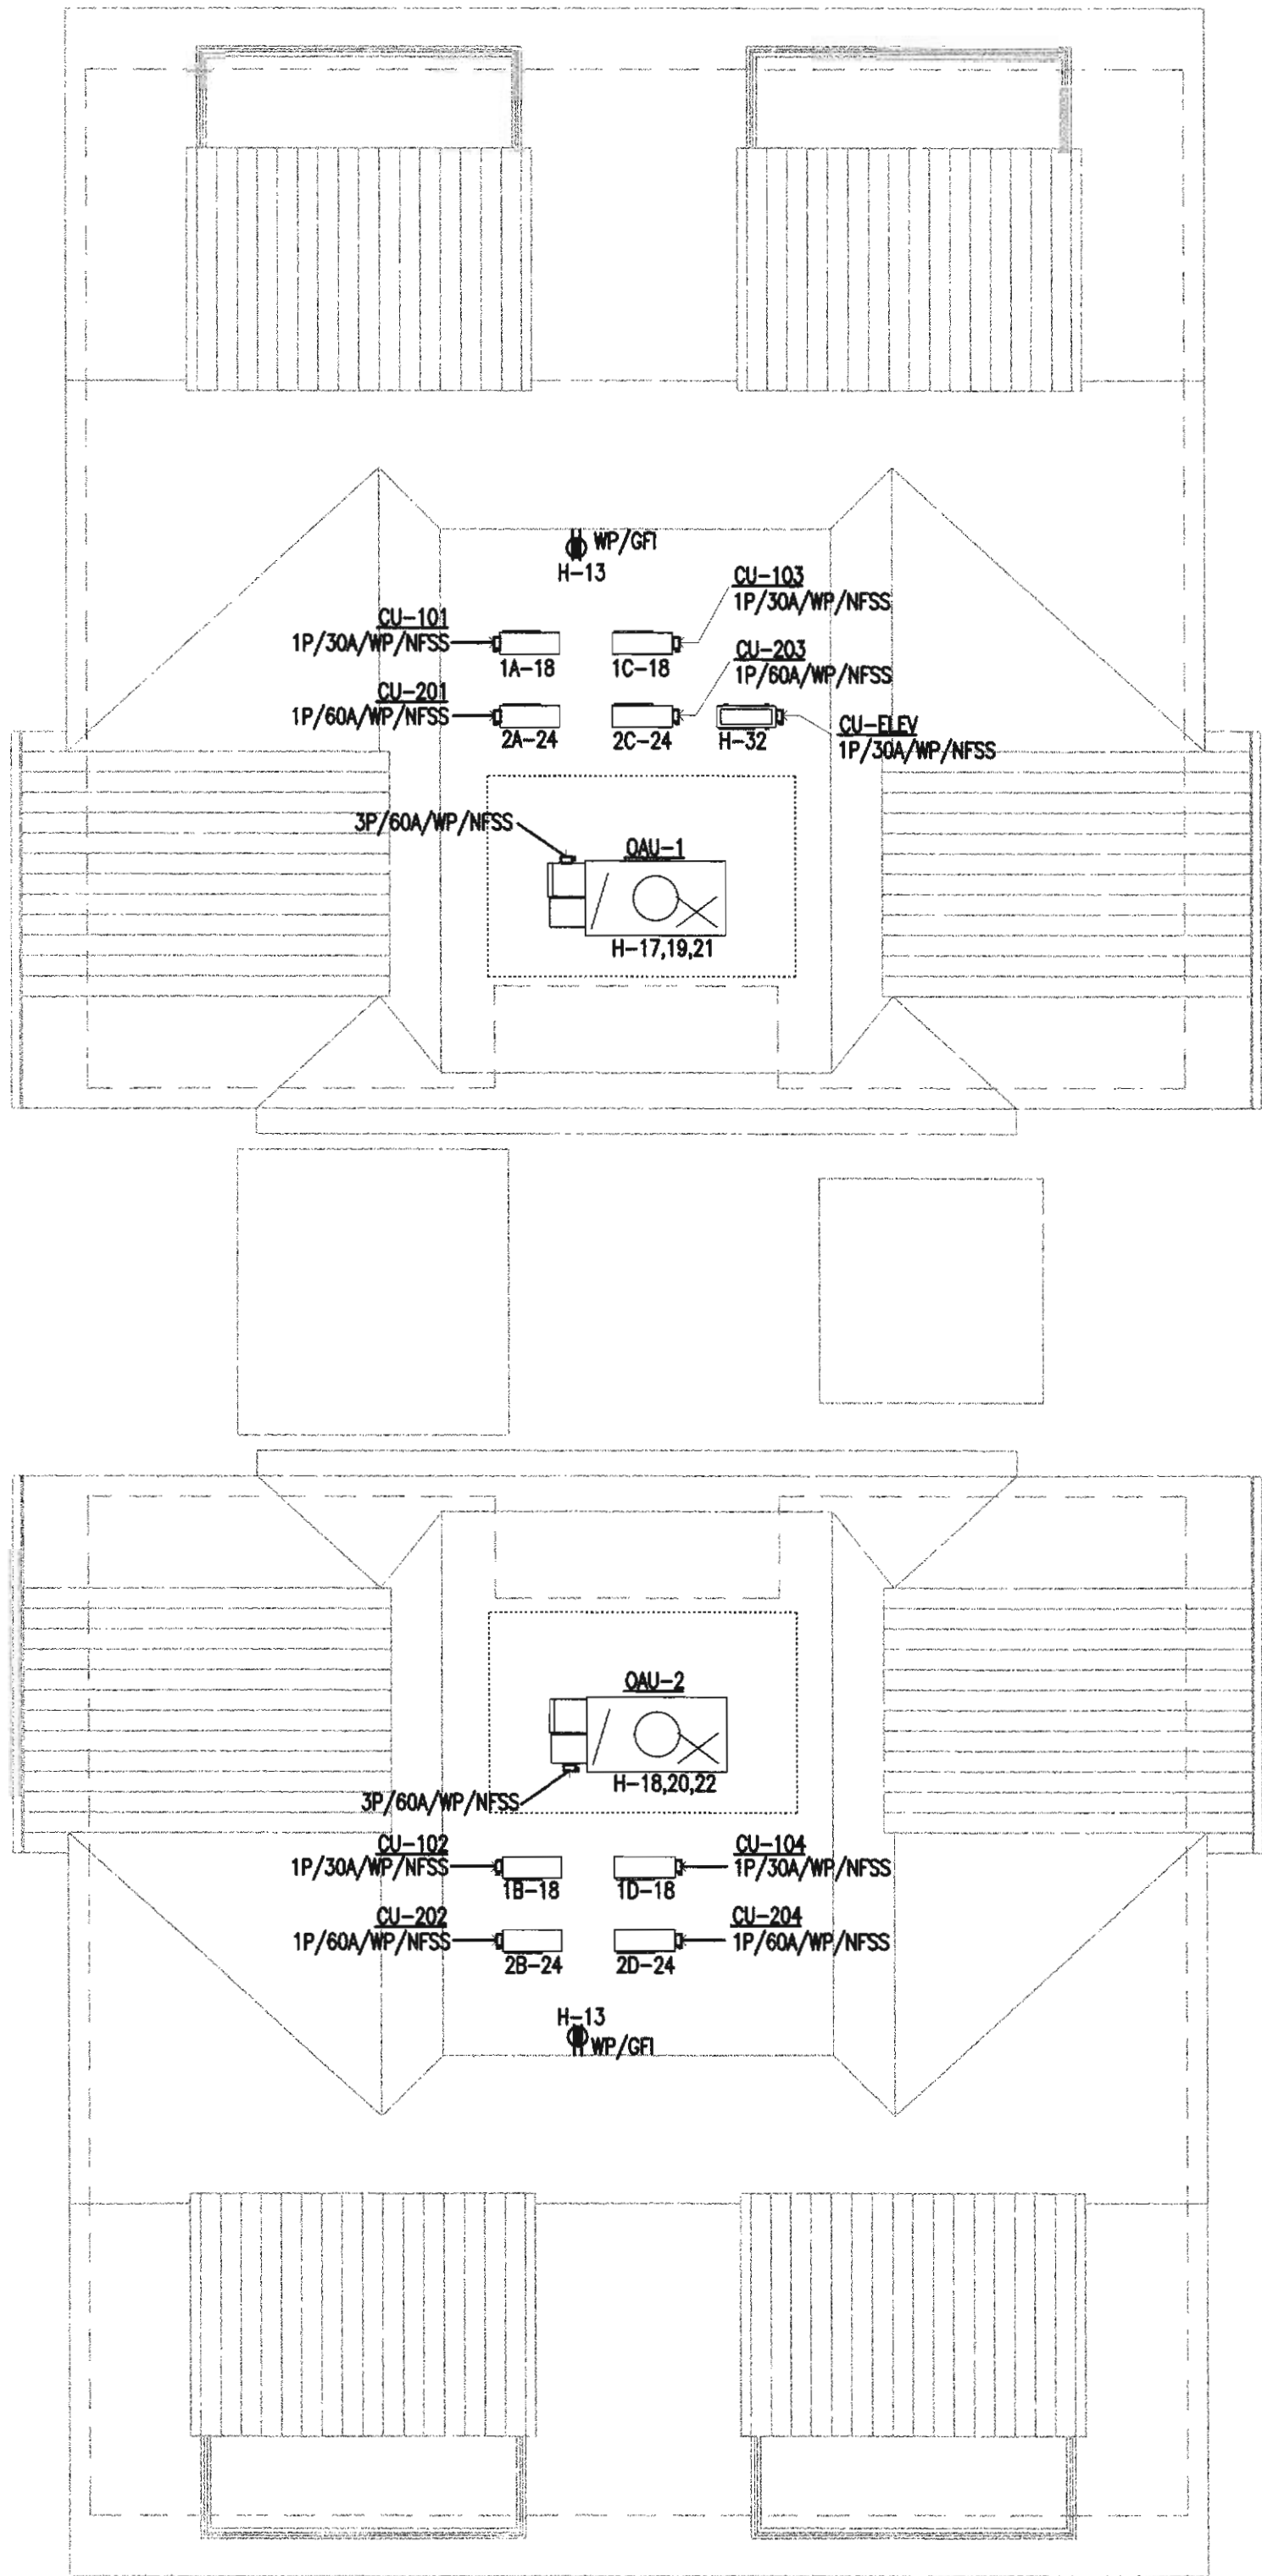 WP/GFI
H-13
CU-103
1P/30A/WP/NFSS
CU-101
1P/30A/WP/NFSS
1A-18
1C-18
CU-203
1P/60A/WP/NFSS
CU-201
1P/60A/WP/NFSS
2A-24
2C-24
H-32
CU-ELEV
1P/30A/WP/NFSS
3P/60A/WP/NFSS
OAU-1
H-17,19,21
OAU-2
H-18,20,22
3P/60A/WP/NFSS
CU-102
1P/30A/WP/NFSS
1B-18
CU-104
1P/30A/WP/NFSS
1D-18
CU-202
1P/60A/WP/NFSS
2B-24
CU-204
1P/60A/WP/NFSS
2D-24
H-13
WP/GFI